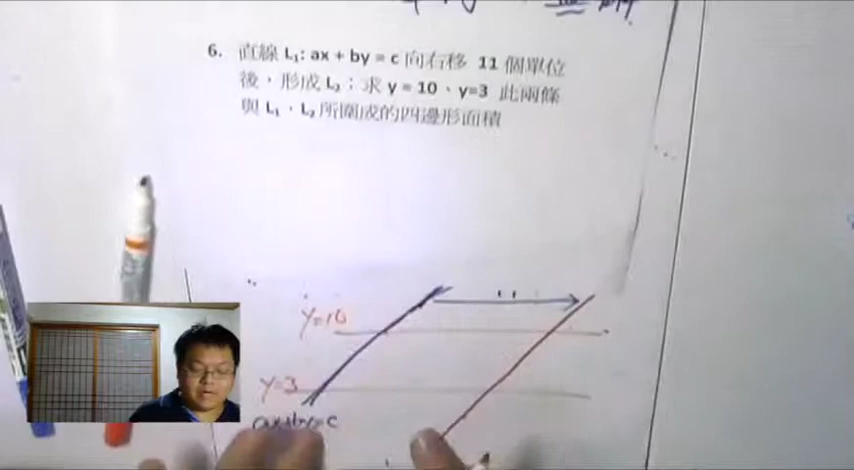 6. 直線 L₁: ax + by = c 向右移 11 個單位
後，形成 L₂；求 y = 10、y=3 此兩條
與 L₁、L₂ 所圍成的四邊形面積
11
y=10
y=3
ax+by=c